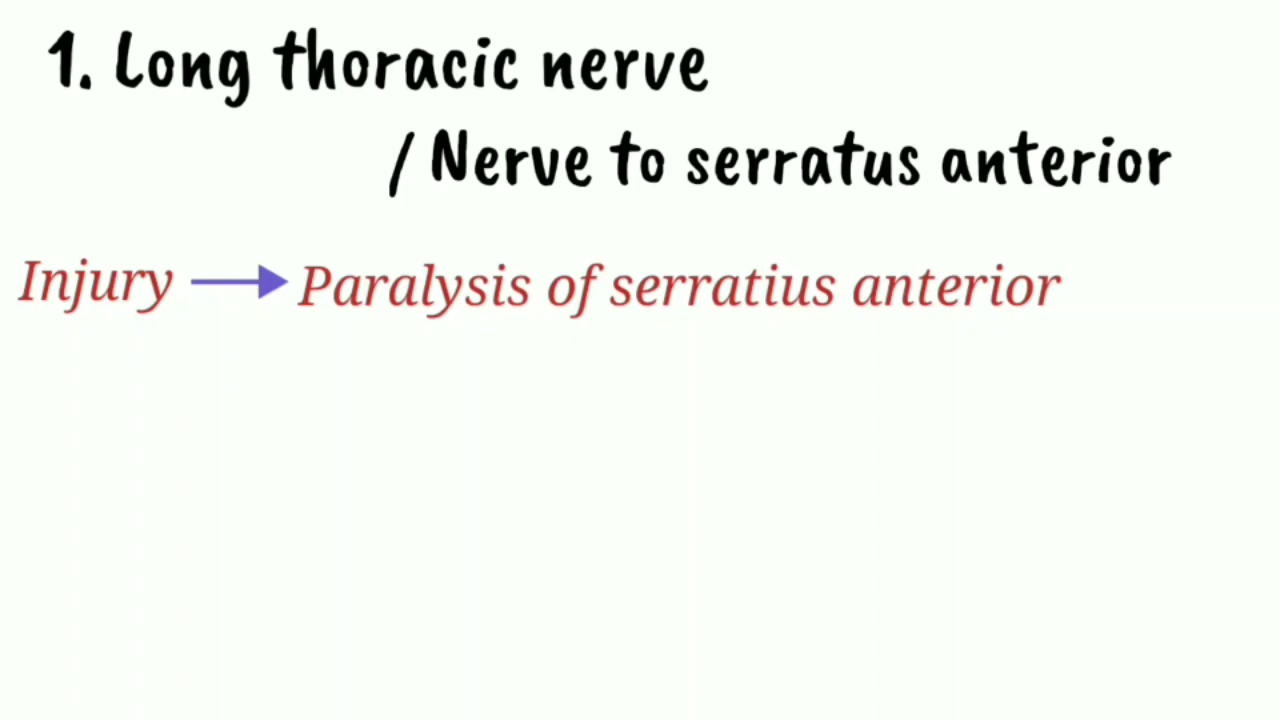 1. Long thoracic nerve
/ Nerve to serratus anterior
Injury → Paralysis of serratius anterior